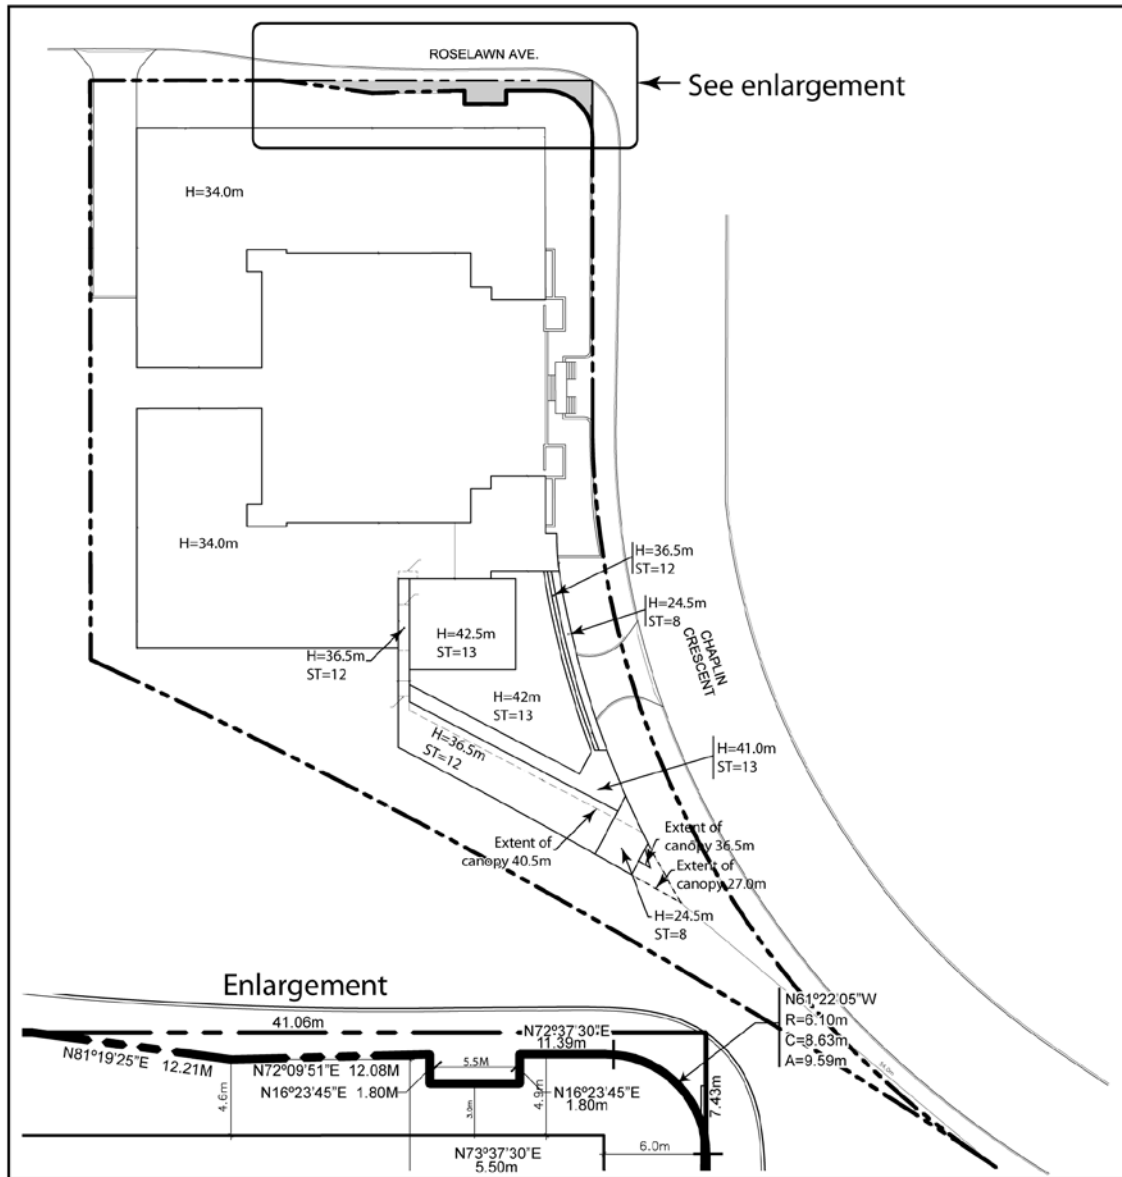 ROSELAWN AVE.
See enlargement
H=34.0m
H=34.0m
H=36.5m
ST=12
H=24.5m
ST=8
CHAPLIN
CRESCENT
H=42.5m
ST=13
H=36.5m
ST=12
H=42m
ST=13
H=36.5m
ST=12
H=41.0m
ST=13
Extent of
canopy 40.5m
Extent of
canopy 36.5m
Extent of
canopy 27.0m
H=24.5m
ST=8
Enlargement
N61º22'05"W
R=6.10m
C=8.63m
A=9.59m
41.06m
N72º37'30"E
11.39m
N81º19'25"E 12.21M
N72º09'51"E 12.08M
5.5M
N16º23'45"E 1.80M
N16º23'45"E
1.80m
4.6m
3.0m
4.9m
7.43m
6.0m
N73º37'30"E
5.50m